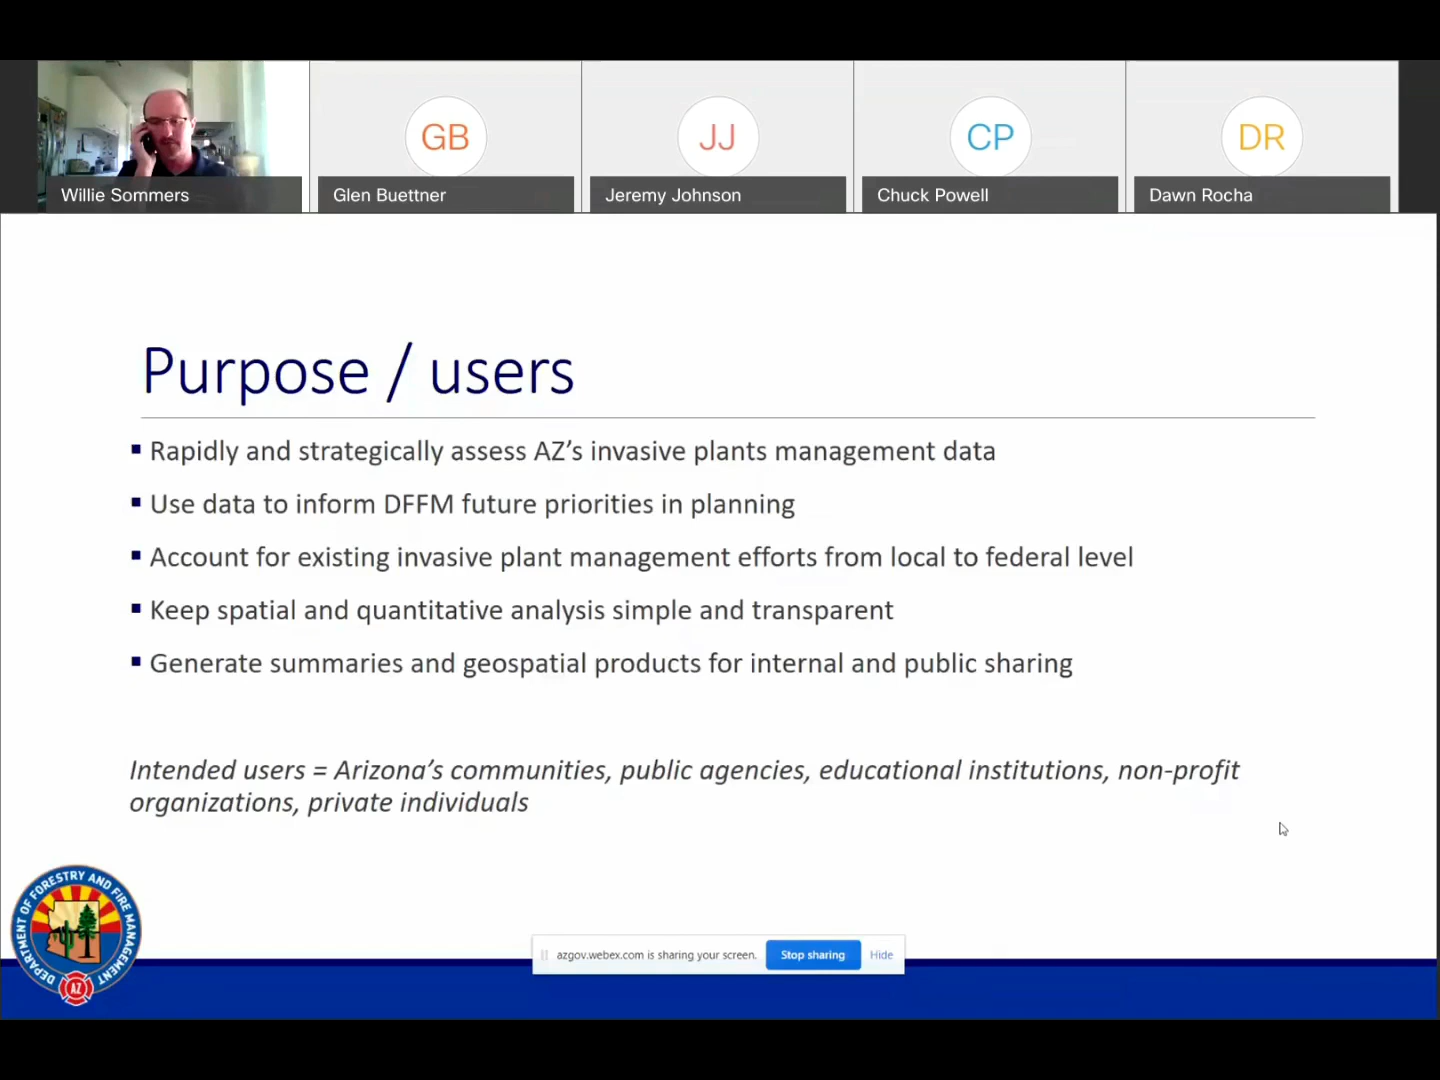 GB
JJ
CP
DR
Willie Sommers
Glen Buettner
Jeremy Johnson
Chuck Powell
Dawn Rocha
Purpose / users
▪ Rapidly and strategically assess AZ’s invasive plants management data
▪ Use data to inform DFFM future priorities in planning
▪ Account for existing invasive plant management efforts from local to federal level
▪ Keep spatial and quantitative analysis simple and transparent
▪ Generate summaries and geospatial products for internal and public sharing
Intended users = Arizona’s communities, public agencies, educational institutions, non-profit
organizations, private individuals
DEPARTMENT OF FORESTRY AND FIRE MANAGEMENT
AZ
azgov.webex.com is sharing your screen.
Stop sharing
Hide